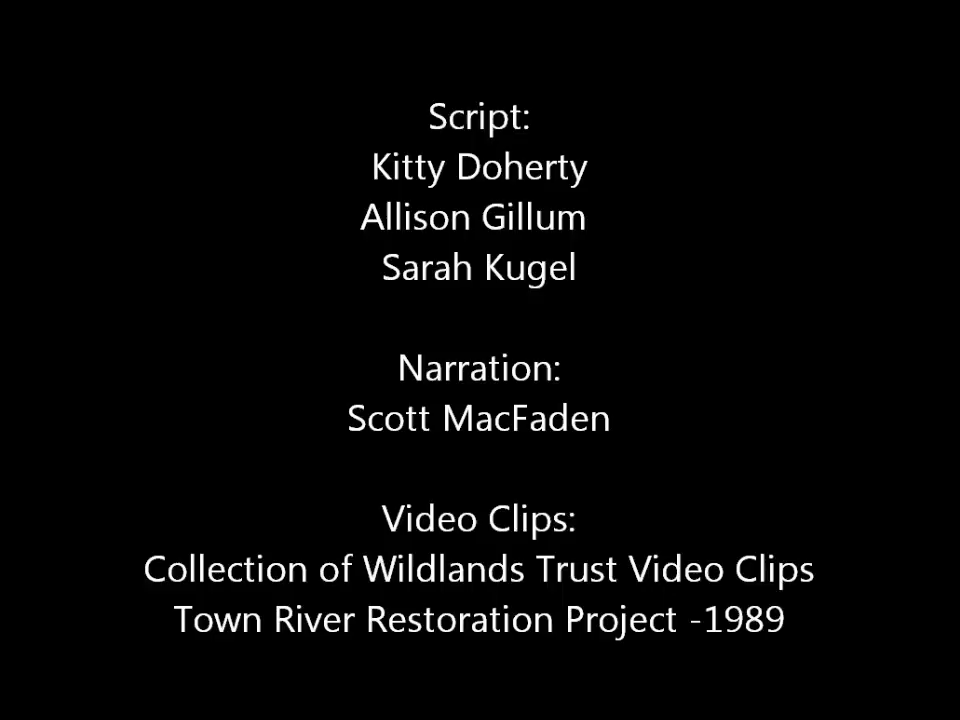 Script:
Kitty Doherty
Allison Gillum
Sarah Kugel
Narration:
Scott MacFaden
Video Clips:
Collection of Wildlands Trust Video Clips
Town River Restoration Project -1989